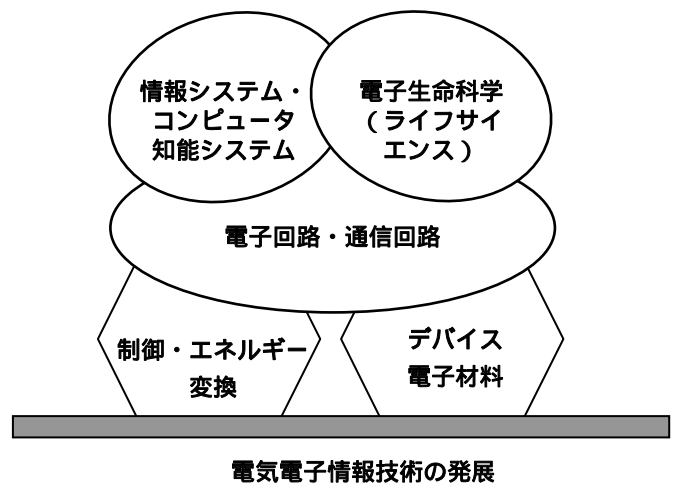 情報システム・
コンピュータ
知能システム
電子生命科学
（ライフサイ
エンス）
電子回路・通信回路
制御・エネルギー
変換
デバイス
電子材料
電気電子情報技術の発展